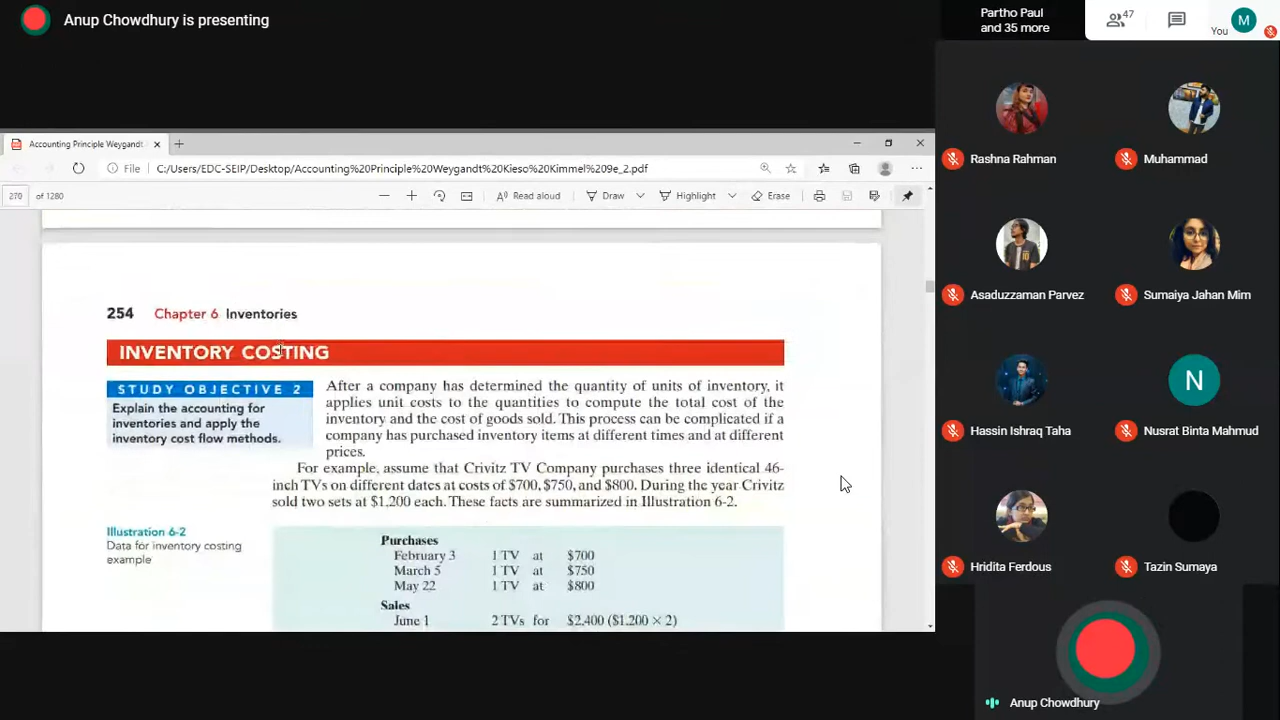 Anup Chowdhury is presenting
Partho Paul
and 35 more
47
You
M
Accounting Principle Weygandt
File
C:/Users/EDC-SEIP/Desktop/Accounting%20Principle%20Weygandt%20Kieso%20Kimmel%209e_2.pdf
270 of 1280
Read aloud
Draw
Highlight
Erase
254 Chapter 6 Inventories
INVENTORY COSTING
STUDY OBJECTIVE 2
Explain the accounting for
inventories and apply the
inventory cost flow methods.
After a company has determined the quantity of units of inventory, it
applies unit costs to the quantities to compute the total cost of the
inventory and the cost of goods sold. This process can be complicated if a
company has purchased inventory items at different times and at different
prices.
For example, assume that Crivitz TV Company purchases three identical 46-
inch TVs on different dates at costs of $700, $750, and $800. During the year Crivitz
sold two sets at $1,200 each. These facts are summarized in Illustration 6-2.
Illustration 6-2
Data for inventory costing
example
Purchases
February 3 1 TV at $700
March 5 1 TV at $750
May 22 1 TV at $800
Sales
June 1 2 TVs for $2,400 ($1,200 × 2)
Rashna Rahman
Muhammad
Asaduzzaman Parvez
Sumaiya Jahan Mim
Hassin Ishraq Taha
N
Nusrat Binta Mahmud
Hridita Ferdous
Tazin Sumaya
Anup Chowdhury